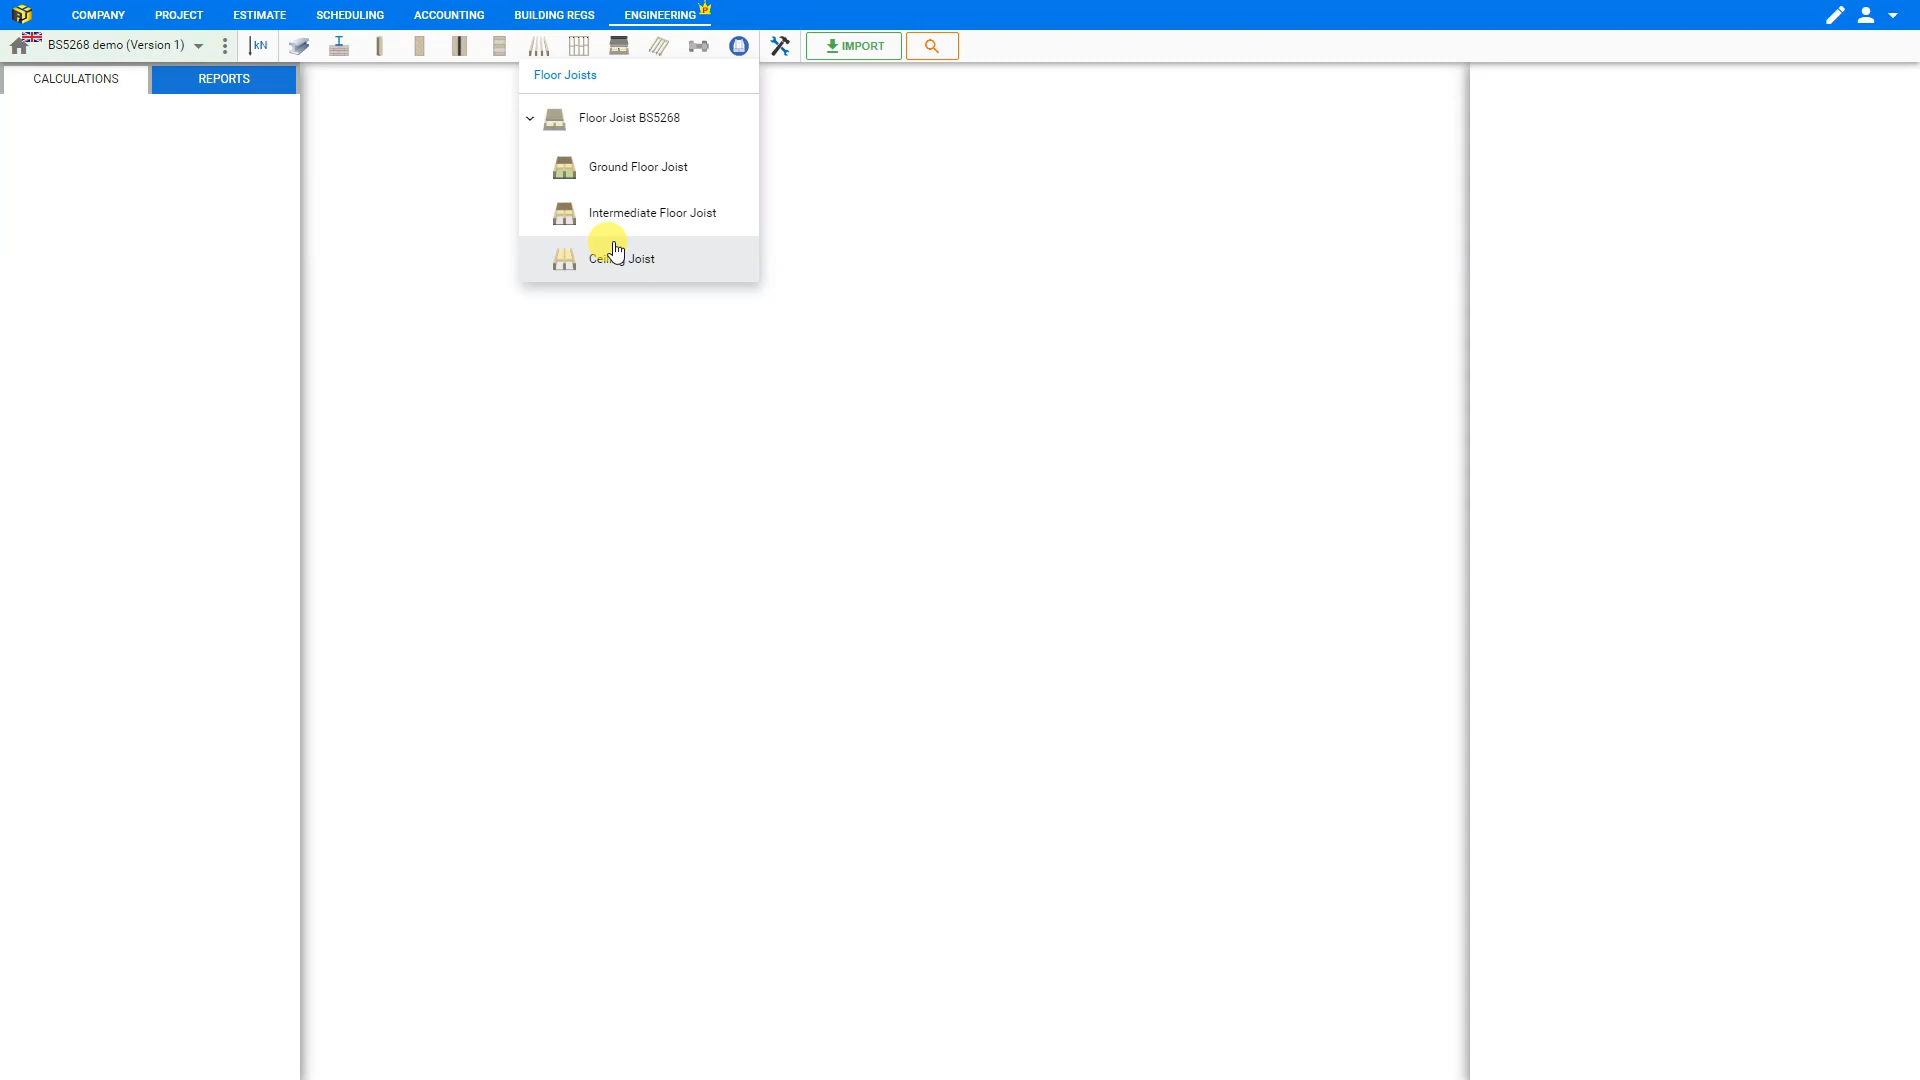 COMPANY PROJECT ESTIMATE SCHEDULING ACCOUNTING BUILDING REGS ENGINEERING P
BS5268 demo (Version 1) kN IMPORT
CALCULATIONS REPORTS
Floor Joists
Floor Joist BS5268
Ground Floor Joist
Intermediate Floor Joist
Joist